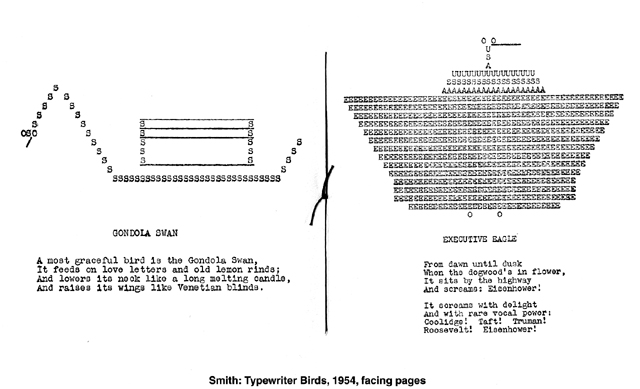 GONDOLA SWAN
A most graceful bird is the Gondola Swan,
It feeds on love letters and old lemon rinds;
And lowers its neck like a long melting candle,
And raises its wings like Venetian blinds.
O O
U
S
A
EXECUTIVE EAGLE
From dawn until dusk
When the dogwood's in flower,
It sits by the highway
And screams: Eisenhower!
It screams with delight
And with rare vocal power:
Coolidge! Taft! Truman!
Roosevelt! Eisenhower!
Smith: Typewriter Birds, 1954, facing pages